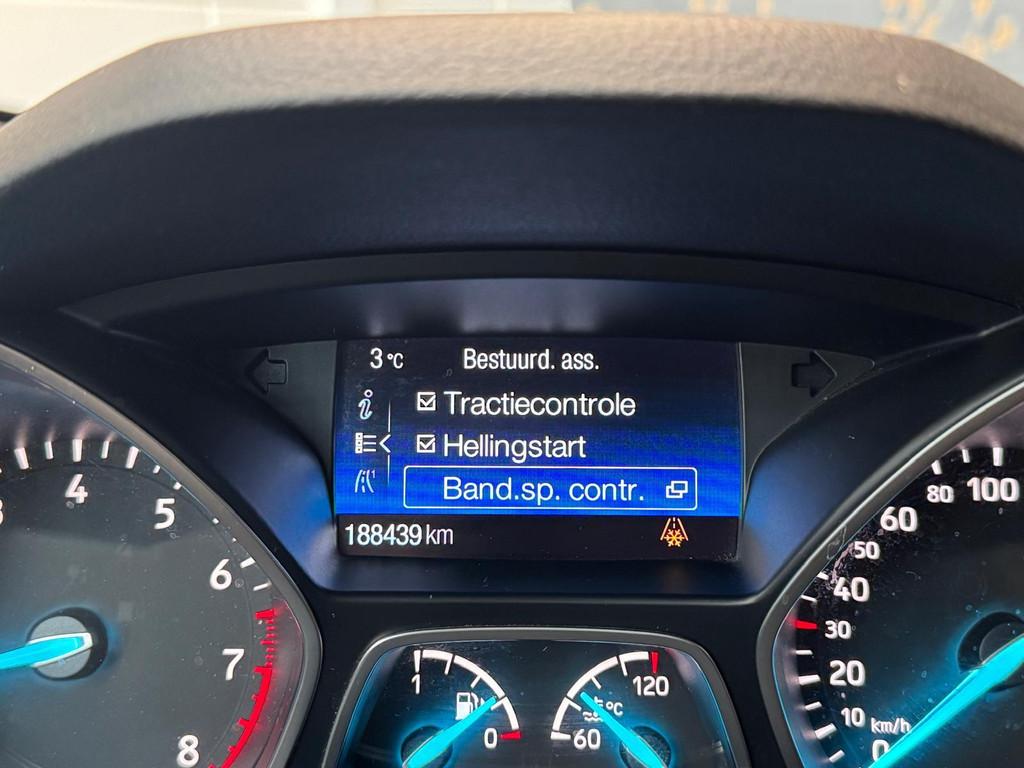 3 °C Bestuurd. ass.
Tractiecontrole
Hellingstart
Band.sp. contr.
188439 km
4
5
6
7
8
1
0
120
°C
60
100
80
60
50
40
30
20
10 km/h
0